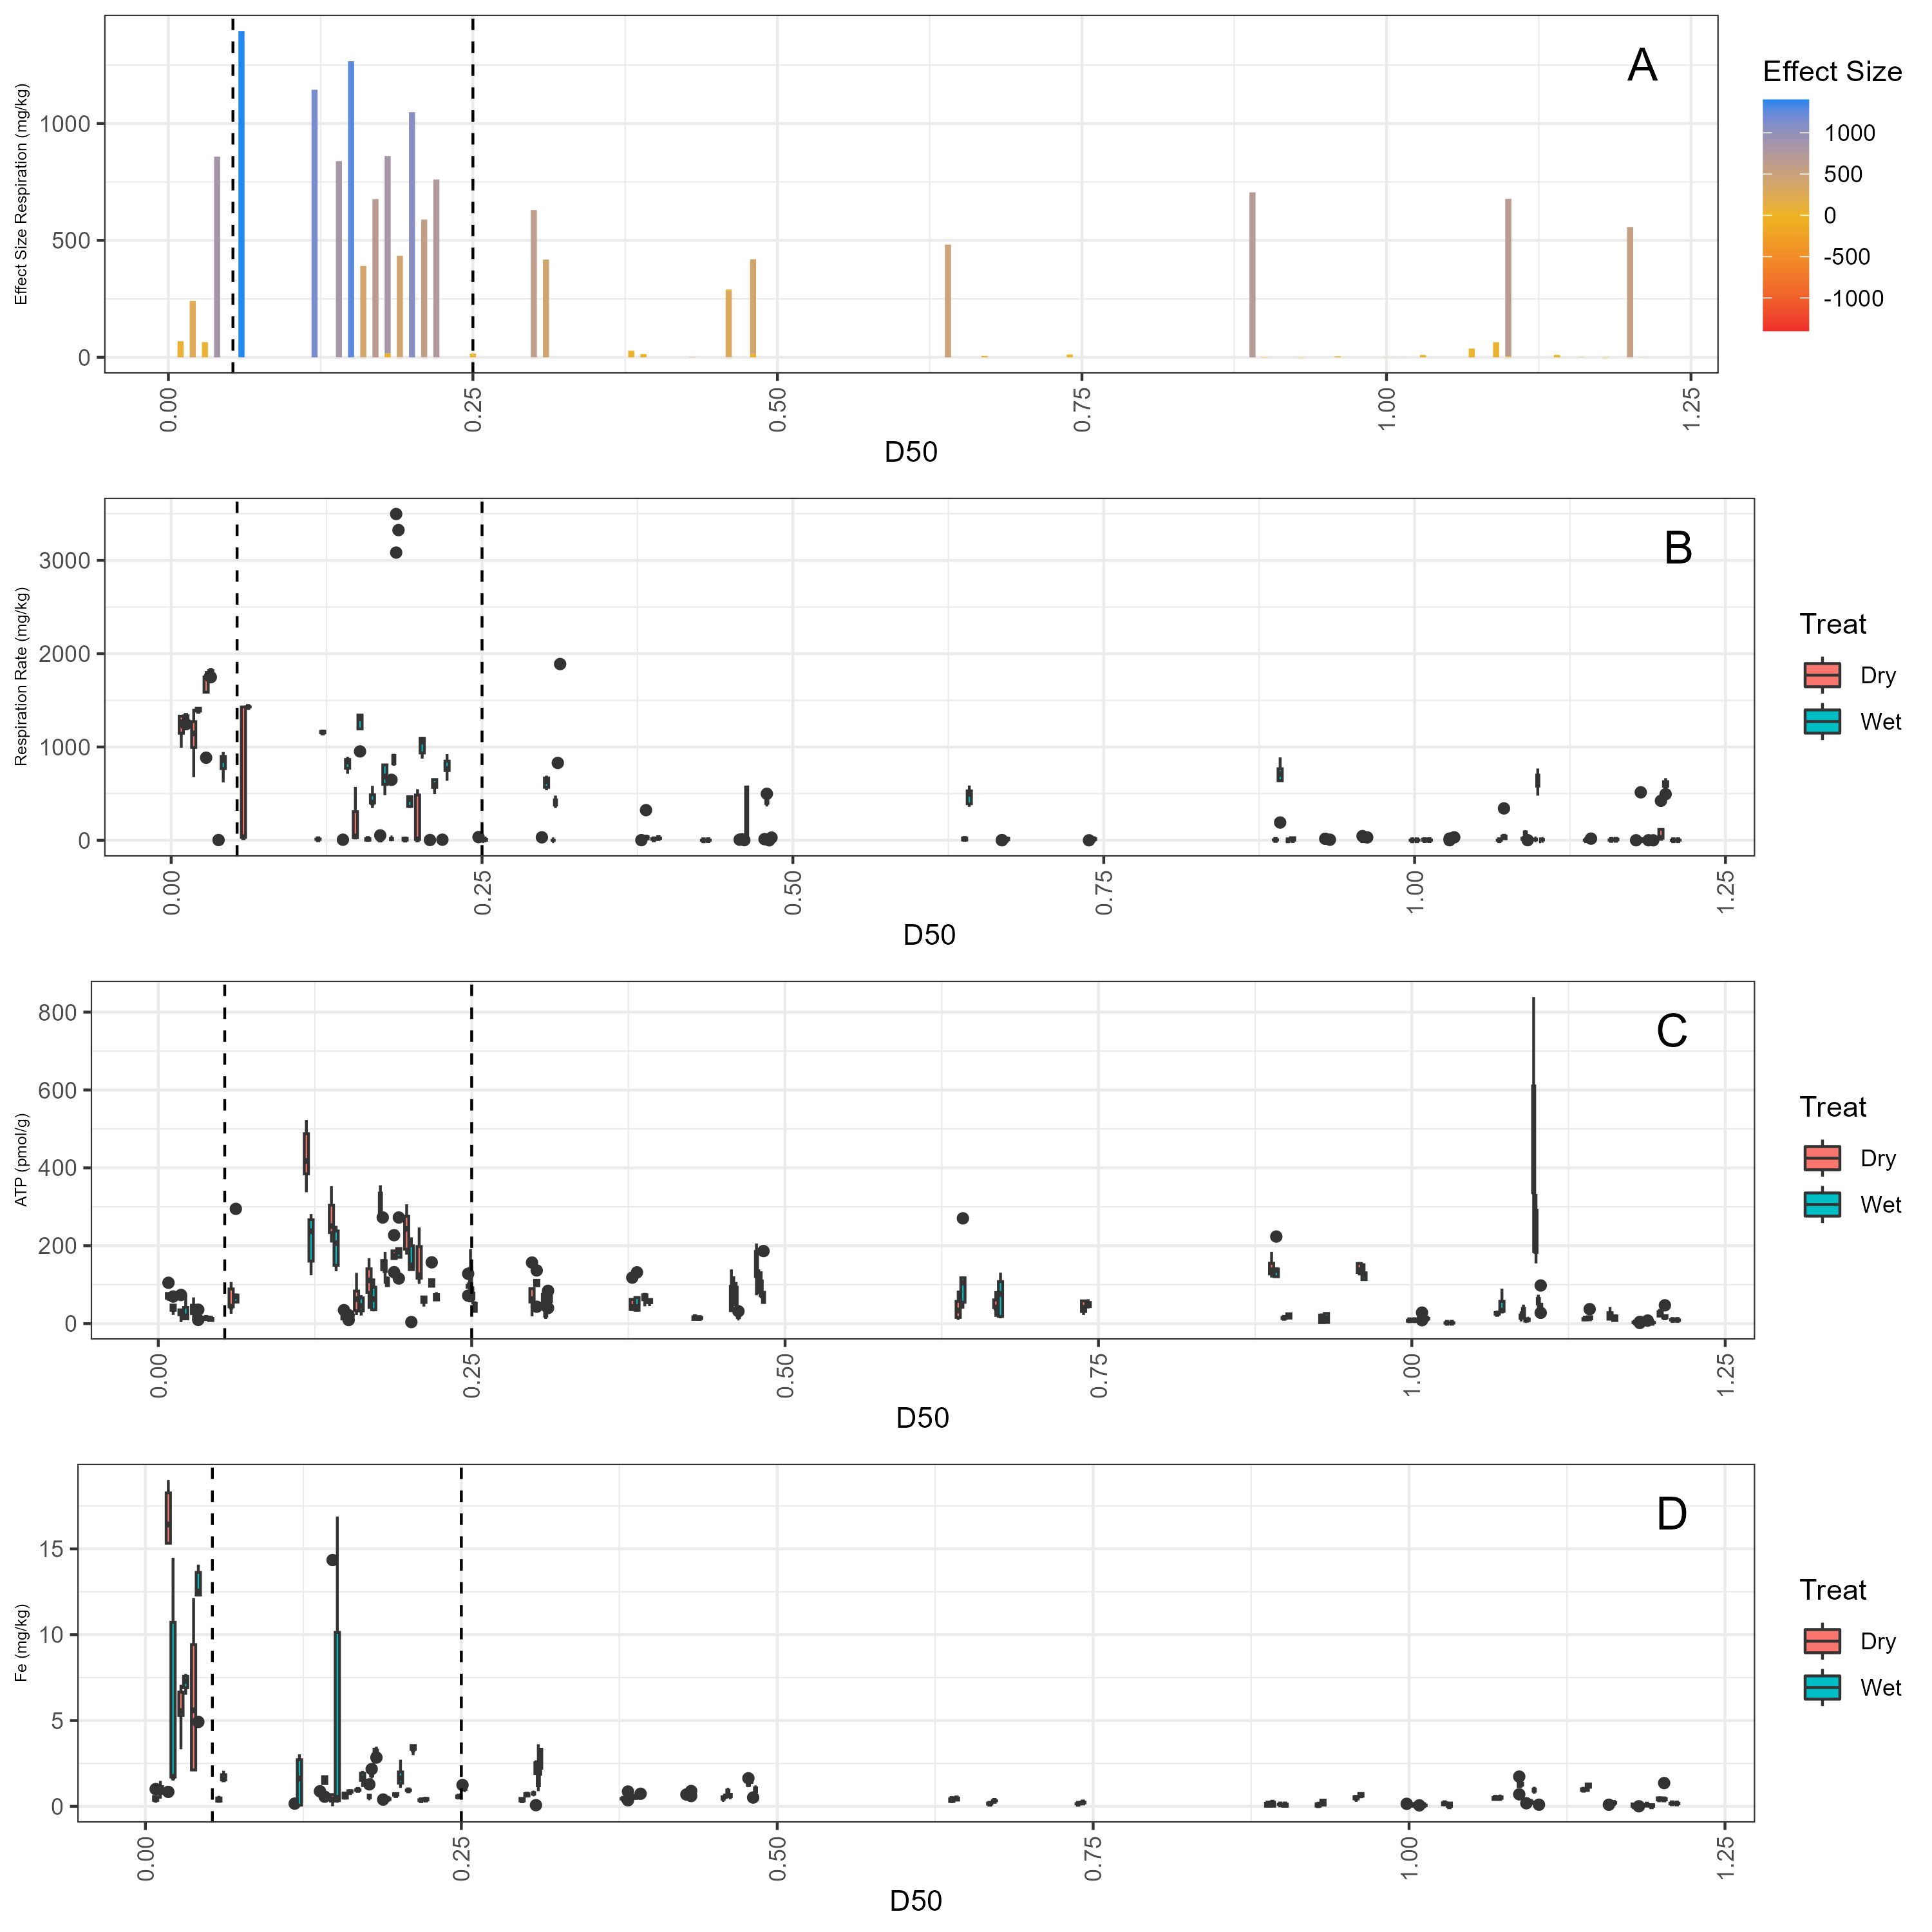 A
Effect Size Respiration (mg/kg)
1000
500
0
0.00
0.25
0.50
0.75
1.00
1.25
D50
Effect Size
1000
500
0
-500
-1000
B
Respiration Rate (mg/kg)
3000
2000
1000
0
0.00
0.25
0.50
0.75
1.00
1.25
D50
Treat
Dry
Wet
C
ATP (pmol/g)
800
600
400
200
0
0.00
0.25
0.50
0.75
1.00
1.25
D50
Treat
Dry
Wet
D
Fe (mg/kg)
15
10
5
0
0.00
0.25
0.50
0.75
1.00
1.25
D50
Treat
Dry
Wet